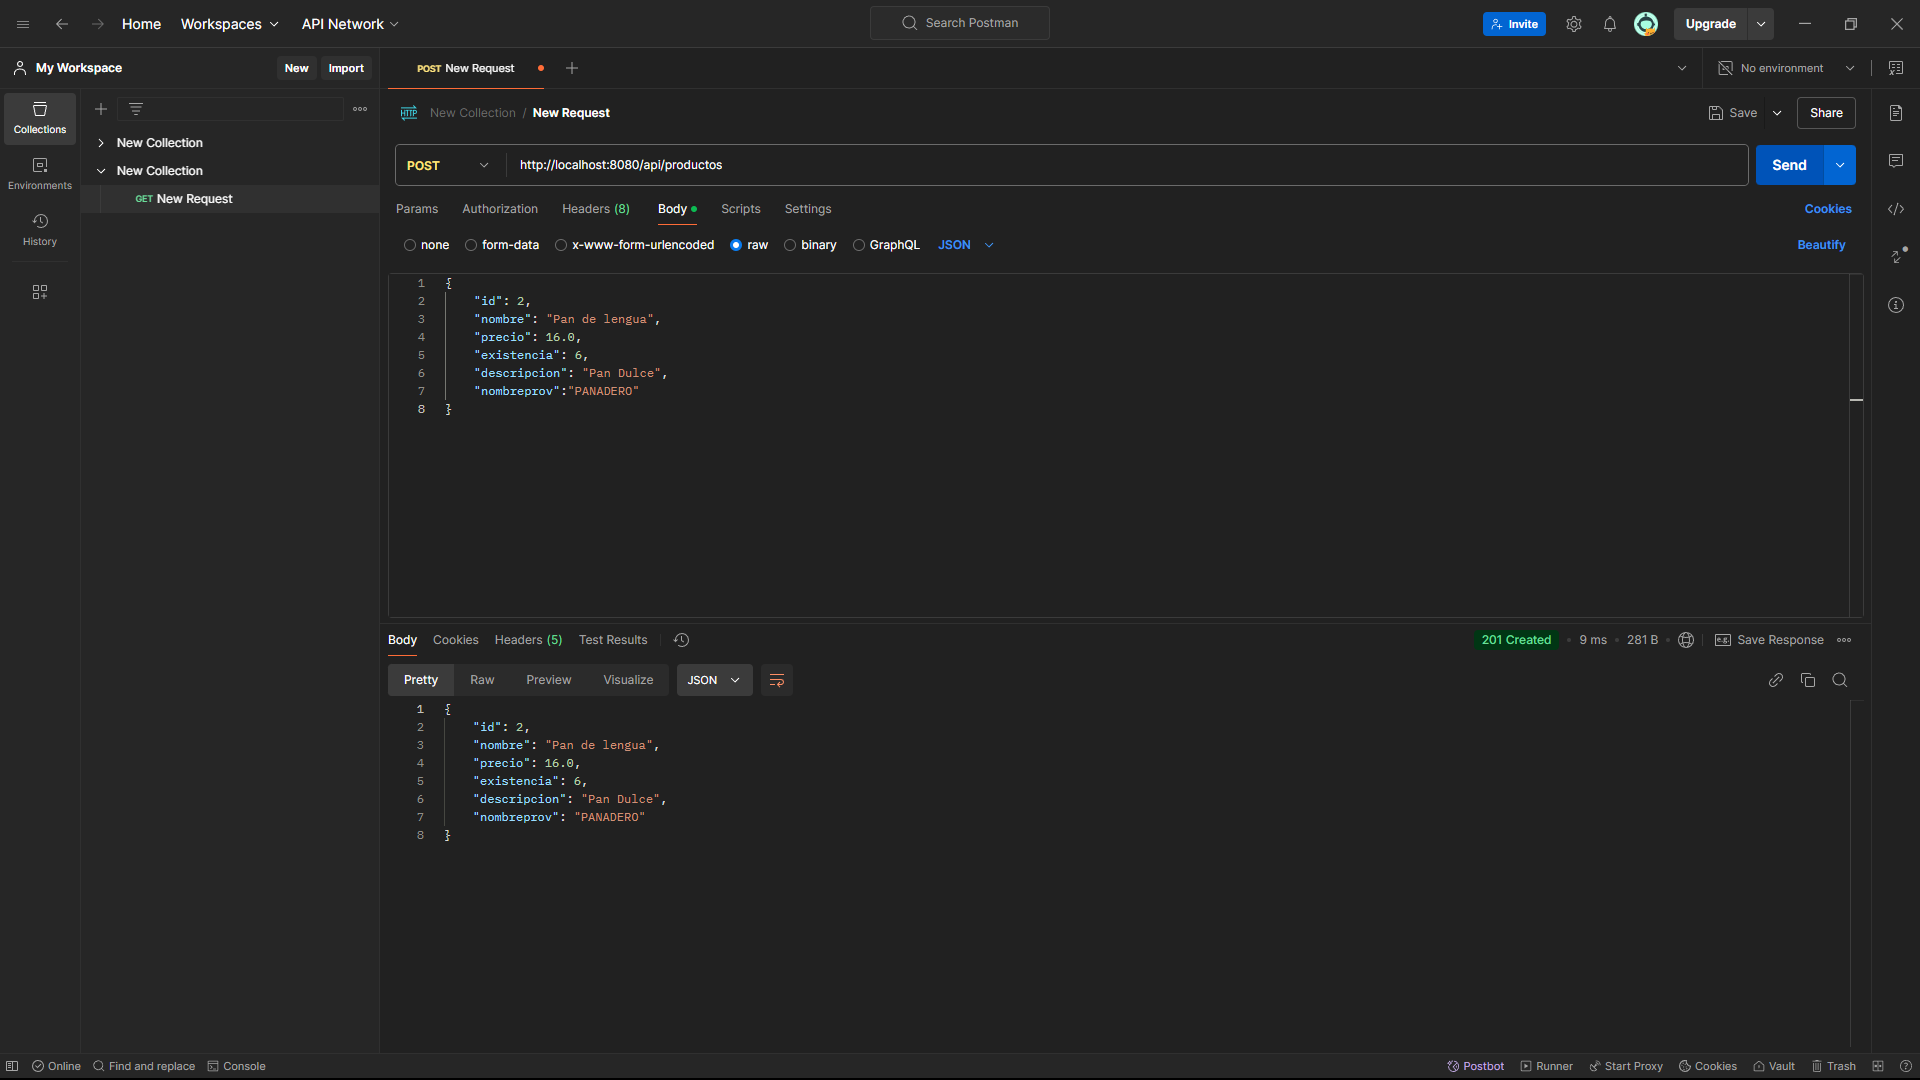 Home Workspaces API Network Search Postman Invite Upgrade
My Workspace New Import POST New Request No environment
Collections
Environments
History
New Collection
New Collection
GET New Request
HTTP New Collection / New Request Save Share
POST http://localhost:8080/api/productos Send
Params Authorization Headers (8) Body Scripts Settings Cookies
none form-data x-www-form-urlencoded raw binary GraphQL JSON Beautify
1 {
2 "id": 2,
3 "nombre": "Pan de lengua",
4 "precio": 16.0,
5 "existencia": 6,
6 "descripcion": "Pan Dulce",
7 "nombreprov":"PANADERO"
8 }
Body Cookies Headers (5) Test Results 201 Created 9 ms 281 B e.g. Save Response
Pretty Raw Preview Visualize JSON
1 {
2 "id": 2,
3 "nombre": "Pan de lengua",
4 "precio": 16.0,
5 "existencia": 6,
6 "descripcion": "Pan Dulce",
7 "nombreprov": "PANADERO"
8 }
Online Find and replace Console Postbot Runner Start Proxy Cookies Vault Trash